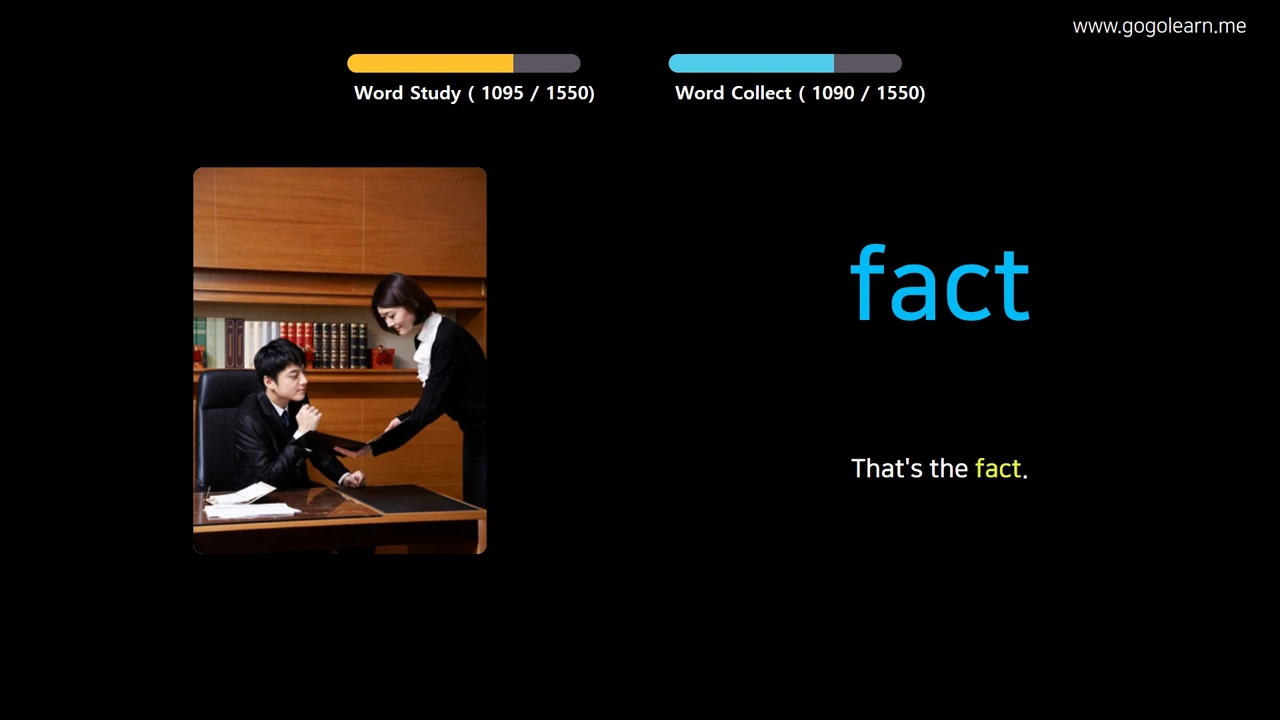 www.gogolearn.me
Word Study ( 1095 / 1550)
Word Collect ( 1090 / 1550)
fact
That's the fact.